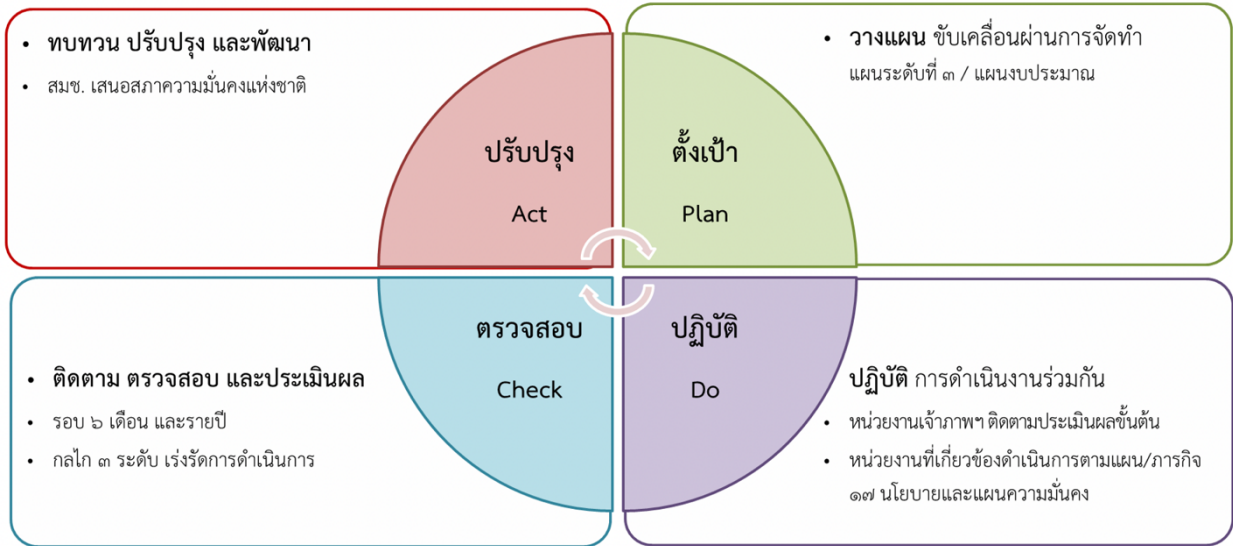 • ทบทวน ปรับปรุง และพัฒนา
• สมช. เสนอสภาความมั่นคงแห่งชาติ
ปรับปรุง
Act
• วางแผน ขับเคลื่อนผ่านการจัดทำ
แผนระดับที่ ๓ / แผนงบประมาณ
ตั้งเป้า
Plan
ตรวจสอบ
Check
• ติดตาม ตรวจสอบ และประเมินผล
• รอบ ๖ เดือน และรายปี
• กลไก ๓ ระดับ เร่งรัดการดำเนินการ
ปฏิบัติ
Do
ปฏิบัติ การดำเนินงานร่วมกัน
• หน่วยงานเจ้าภาพฯ ติดตามประเมินผลขั้นต้น
• หน่วยงานที่เกี่ยวข้องดำเนินการตามแผน/ภารกิจ
๑๗ นโยบายและแผนความมั่นคง